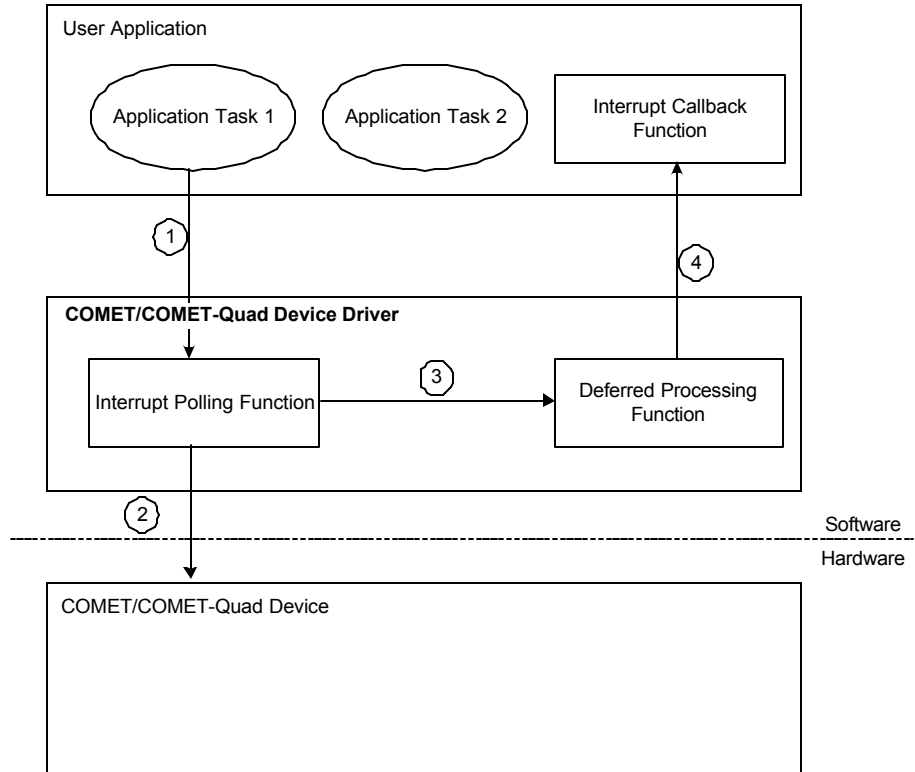 User Application
Application Task 1
Application Task 2
Interrupt Callback
Function
1
4
COMET/COMET-Quad Device Driver
Interrupt Polling Function
3
Deferred Processing
Function
2
Software
Hardware
COMET/COMET-Quad Device